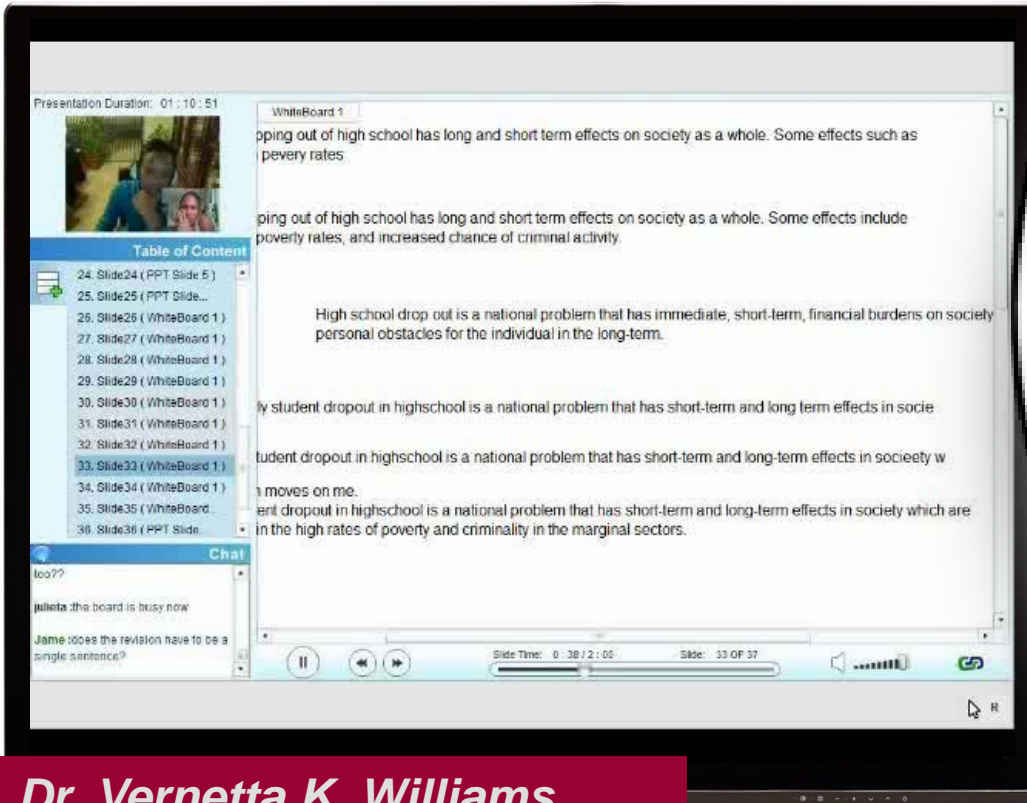 Presentation Duration: 01 : 10 : 51
WhiteBoard 1
pping out of high school has long and short term effects on society as a whole. Some effects such as
pevery rates
ping out of high school has long and short term effects on society as a whole. Some effects include
poverty rates, and increased chance of criminal activity.
High school drop out is a national problem that has immediate, short-term, financial burdens on society
personal obstacles for the individual in the long-term.
ly student dropout in highschool is a national problem that has short-term and long term effects in socie
tudent dropout in highschool is a national problem that has short-term and long-term effects in socieety w
moves on me.
ent dropout in highschool is a national problem that has short-term and long-term effects in society which are
in the high rates of poverty and criminality in the marginal sectors.
Table of Content
24. Slide24 ( PPT Slide 5 )
25. Slide25 ( PPT Slide...
26. Slide26 ( WhiteBoard 1 )
27. Slide27 ( WhiteBoard 1 )
28. Slide28 ( WhiteBoard 1 )
29. Slide29 ( WhiteBoard 1 )
30. Slide30 ( WhiteBoard 1 )
31. Slide31 ( WhiteBoard 1 )
32. Slide32 ( WhiteBoard 1 )
33. Slide33 ( WhiteBoard 1 )
34. Slide34 ( WhiteBoard 1 )
35. Slide35 ( WhiteBoard...
36. Slide36 ( PPT Slide...
Chat
too??
julieta :the board is busy now
Jame :does the revision have to be a
single sentence?
Slide Time: 0 : 38 / 2 : 00
Slide: 33 OF 37
R
Dr. Vernetta K. Williams